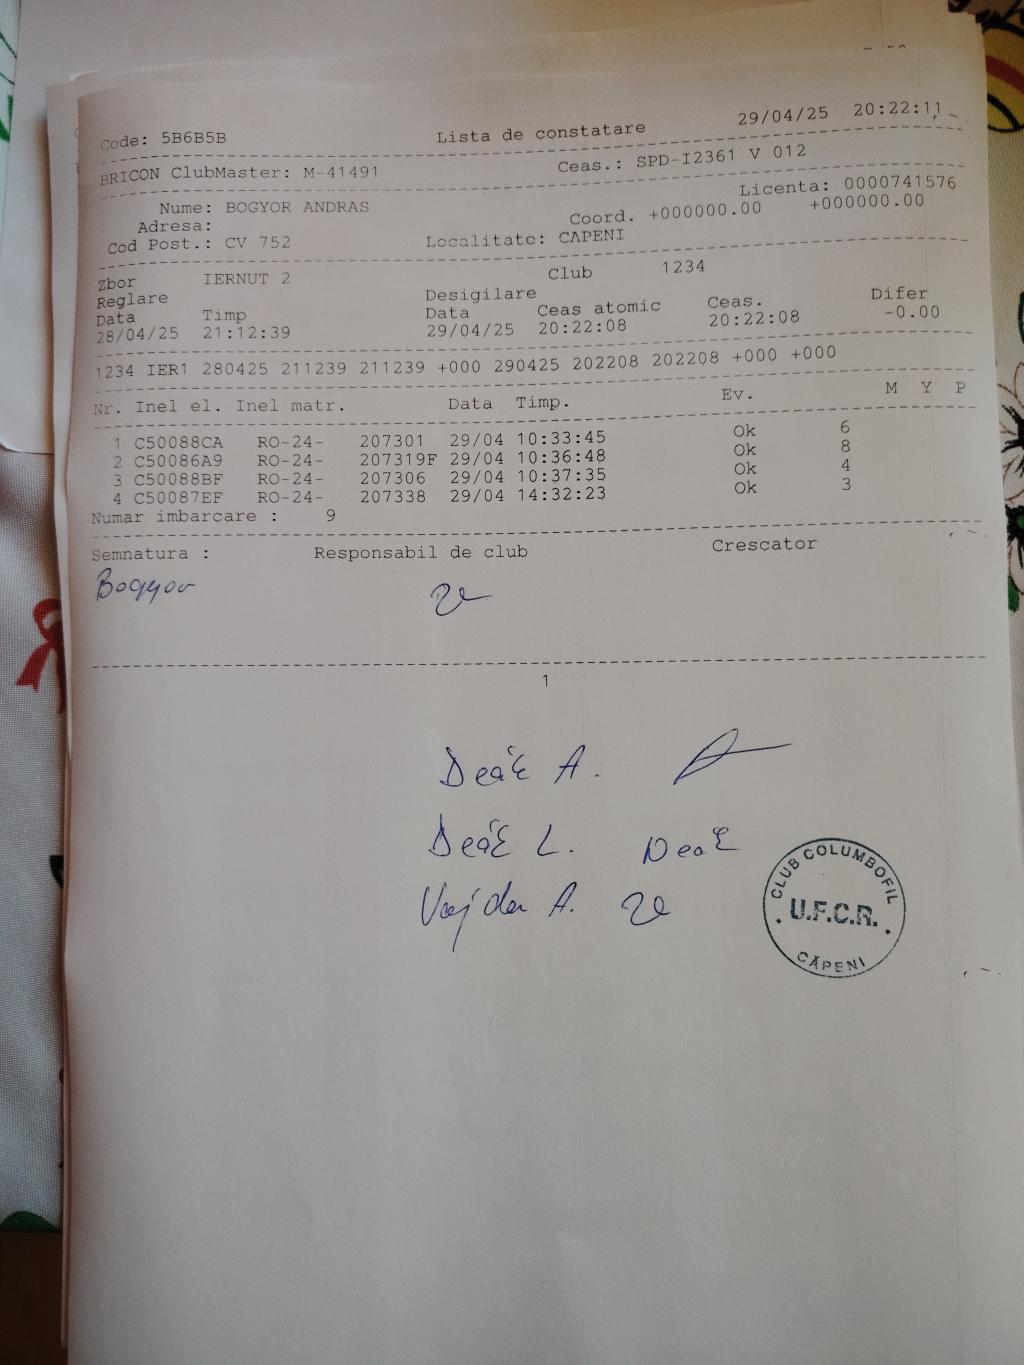 Code: 5B6B5B Lista de constatare 29/04/25 20:22:11
BRICON ClubMaster: M-41491 Ceas.: SPD-I2361 V 012
Licenta: 0000741576
Nume: BOGYOR ANDRAS
Adresa: Coord. +000000.00 +000000.00
Cod Post.: CV 752 Localitate: CAPENI
Zbor IERNUT 2 Club 1234
Reglare Desigilare
Data Timp Data Ceas atomic Ceas. Difer
28/04/25 21:12:39 29/04/25 20:22:08 20:22:08 -0.00
1234 IER1 280425 211239 211239 +000 290425 202208 202208 +000 +000
Nr. Inel el. Inel matr. Data Timp. Ev. M Y P
1 C50088CA RO-24- 207301 29/04 10:33:45 Ok 6
2 C50086A9 RO-24- 207319F 29/04 10:36:48 Ok 8
3 C50088BF RO-24- 207306 29/04 10:37:35 Ok 4
4 C50087EF RO-24- 207338 29/04 14:32:23 Ok 3
Numar imbarcare : 9
Semnatura : Responsabil de club Crescator
Bogyor
1
Deák A.
Deák L. Deák
Vajda A.
CLUB COLUMBOFIL
U.F.C.R.
CĂPENI